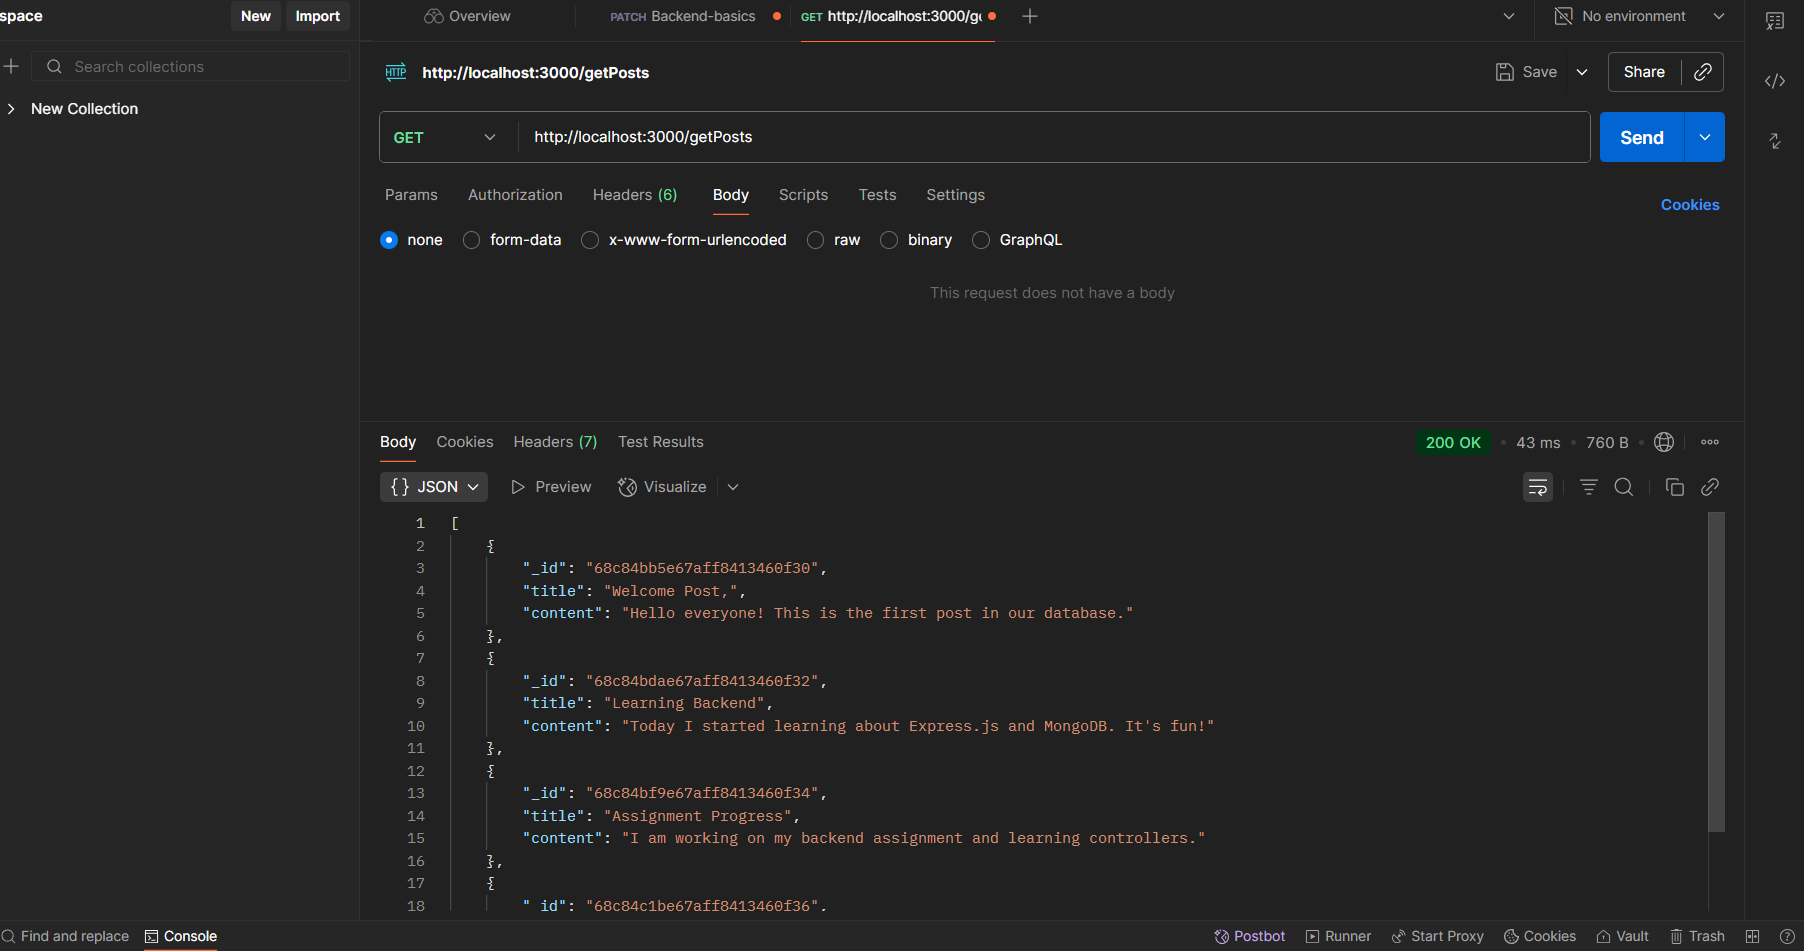 space
New
Import
Overview
PATCH Backend-basics
GET http://localhost:3000/g
No environment
Search collections
New Collection
HTTP http://localhost:3000/getPosts
Save
Share
GET http://localhost:3000/getPosts
Send
Params Authorization Headers (6) Body Scripts Tests Settings
Cookies
none form-data x-www-form-urlencoded raw binary GraphQL
This request does not have a body
Body Cookies Headers (7) Test Results
200 OK • 43 ms • 760 B •
{} JSON Preview Visualize
1 [
2 {
3 "_id": "68c84bb5e67aff8413460f30",
4 "title": "Welcome Post,",
5 "content": "Hello everyone! This is the first post in our database."
6 },
7 {
8 "_id": "68c84bdae67aff8413460f32",
9 "title": "Learning Backend",
10 "content": "Today I started learning about Express.js and MongoDB. It's fun!"
11 },
12 {
13 "_id": "68c84bf9e67aff8413460f34",
14 "title": "Assignment Progress",
15 "content": "I am working on my backend assignment and learning controllers."
16 },
17 {
18 "_id": "68c84c1be67aff8413460f36",
Find and replace Console
Postbot Runner Start Proxy Cookies Vault Trash